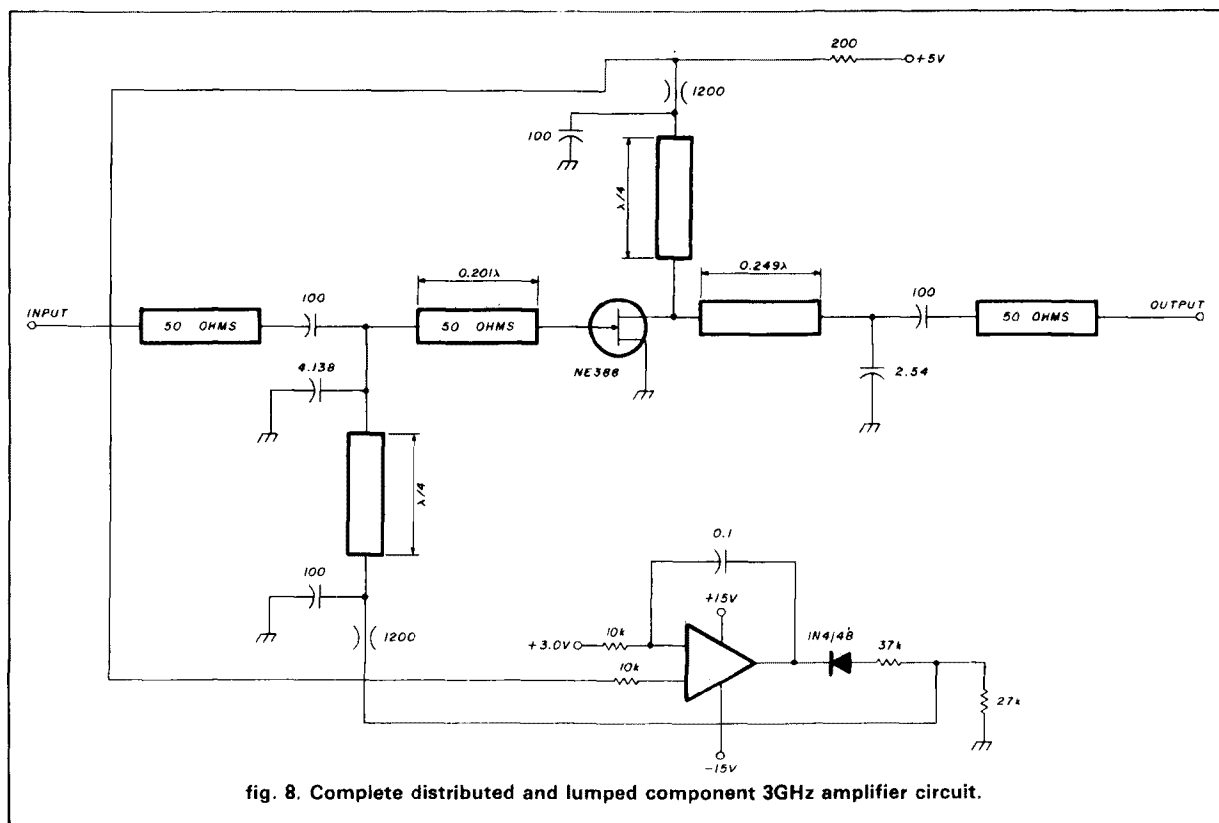 200
+5V
1200
100
λ/4
0.201λ
0.249λ
INPUT
50 OHMS
100
50 OHMS
NE388
100
50 OHMS
OUTPUT
4.138
2.54
λ/4
100
1200
0.1
+15V
+3.0V
10k
10k
1N4148
37k
27k
-15V
fig. 8. Complete distributed and lumped component 3GHz amplifier circuit.